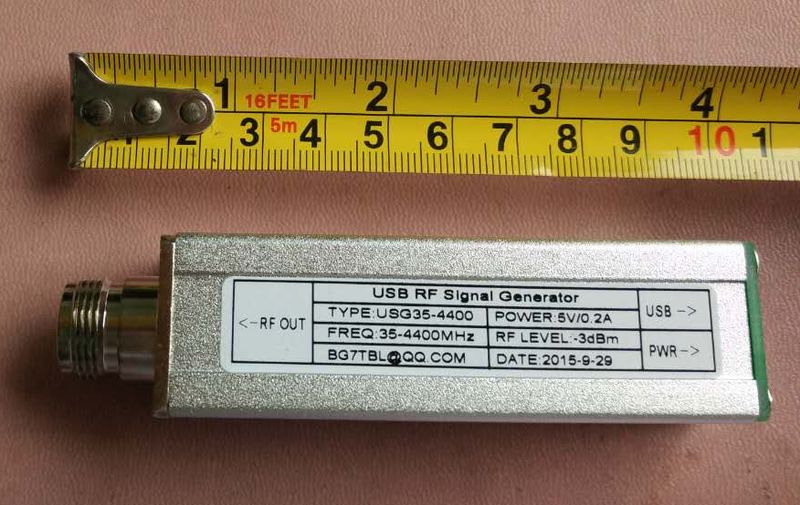 1 2 3 4
16FEET
5m
1 2 3 4 5 6 7 8 9 10 1
USB RF Signal Generator
<-RF OUT
TYPE:USG35-4400 POWER:5V/0.2A
FREQ:35-4400MHz RF LEVEL:-3dBm
BG7TBL@QQ.COM DATE:2015-9-29
USB ->
PWR->